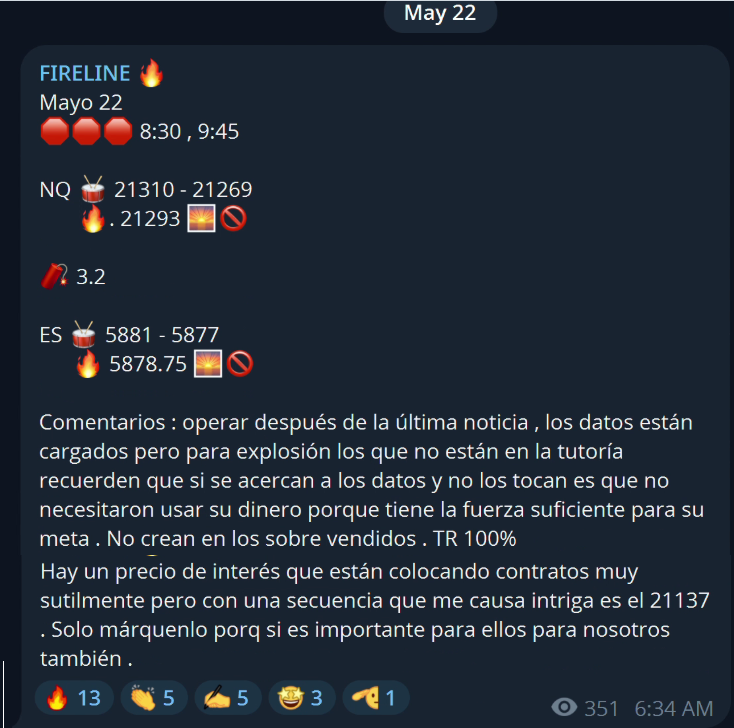 May 22
FIRELINE 🔥
Mayo 22
🛑🛑🛑 8:30 , 9:45
NQ 🥁 21310 - 21269
🔥. 21293 🌅🚫
🧨 3.2
ES 🥁 5881 - 5877
🔥 5878.75 🌅🚫
Comentarios : operar después de la última noticia , los datos están
cargados pero para explosión los que no están en la tutoría
recuerden que si se acercan a los datos y no los tocan es que no
necesitaron usar su dinero porque tiene la fuerza suficiente para su
meta . No crean en los sobre vendidos . TR 100%
Hay un precio de interés que están colocando contratos muy
sutilmente pero con una secuencia que me causa intriga es el 21137
. Solo márquenlo porq si es importante para ellos para nosotros
también .
🔥 13 👏 5 ✍️ 5 🤩 3 🫰 1
351 6:34 AM